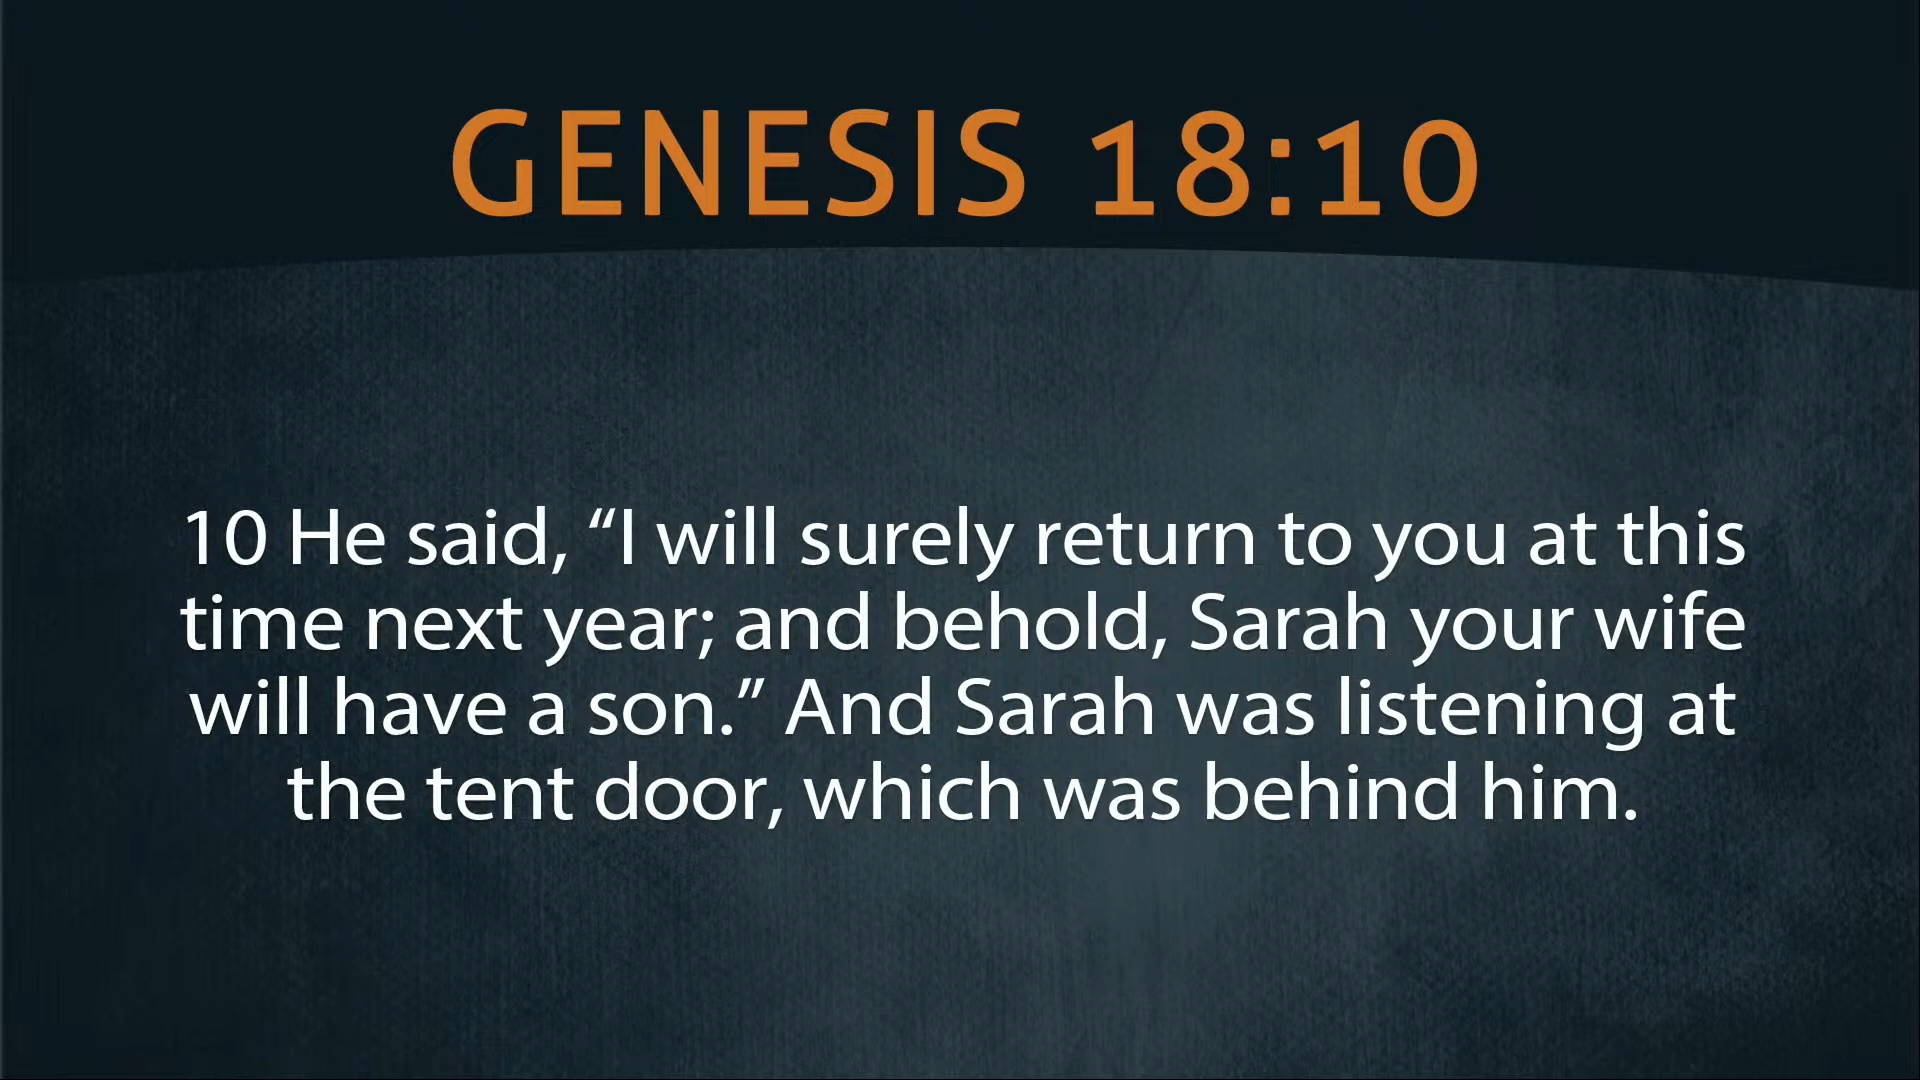 GENESIS 18:10
10 He said, “I will surely return to you at this
time next year; and behold, Sarah your wife
will have a son.” And Sarah was listening at
the tent door, which was behind him.